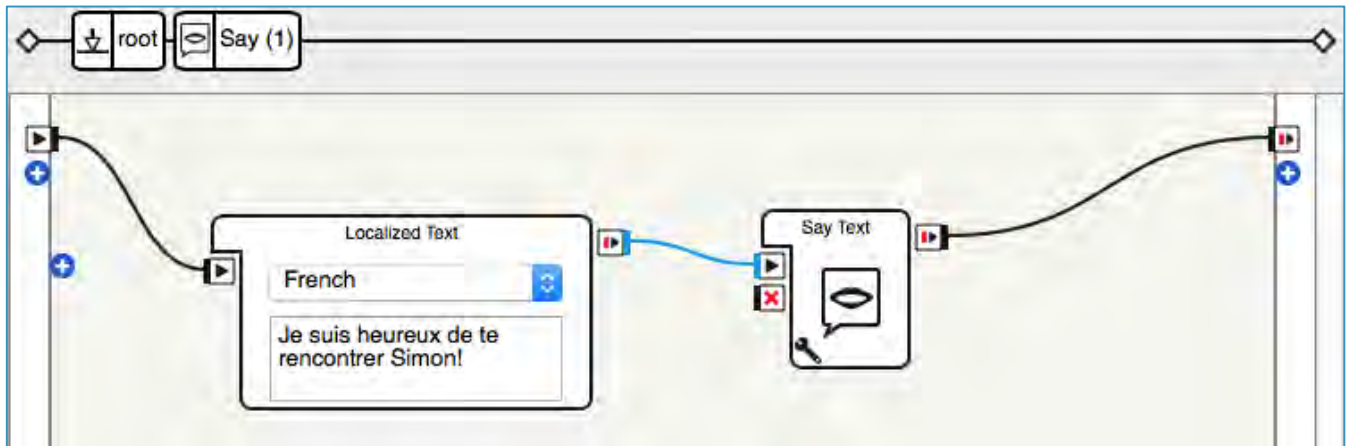 root
Say (1)
Localized Text
Say Text
French
Je suis heureux de te
rencontrer Simon!